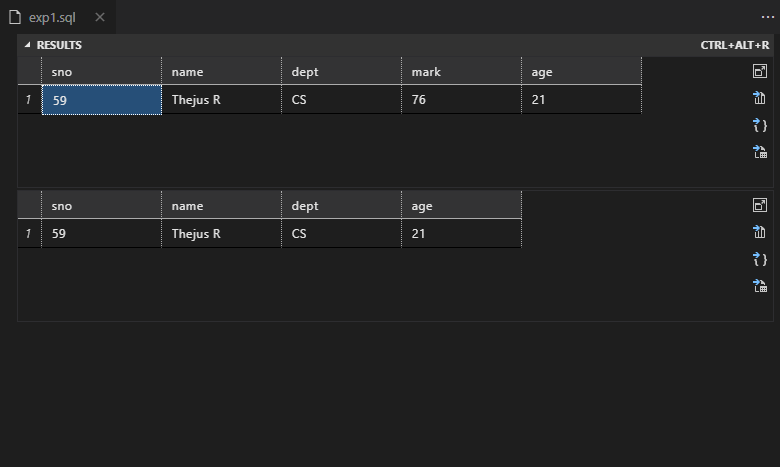 exp1.sql
RESULTS CTRL+ALT+R
sno name dept mark age
1 59 Thejus R CS 76 21
sno name dept age
1 59 Thejus R CS 21